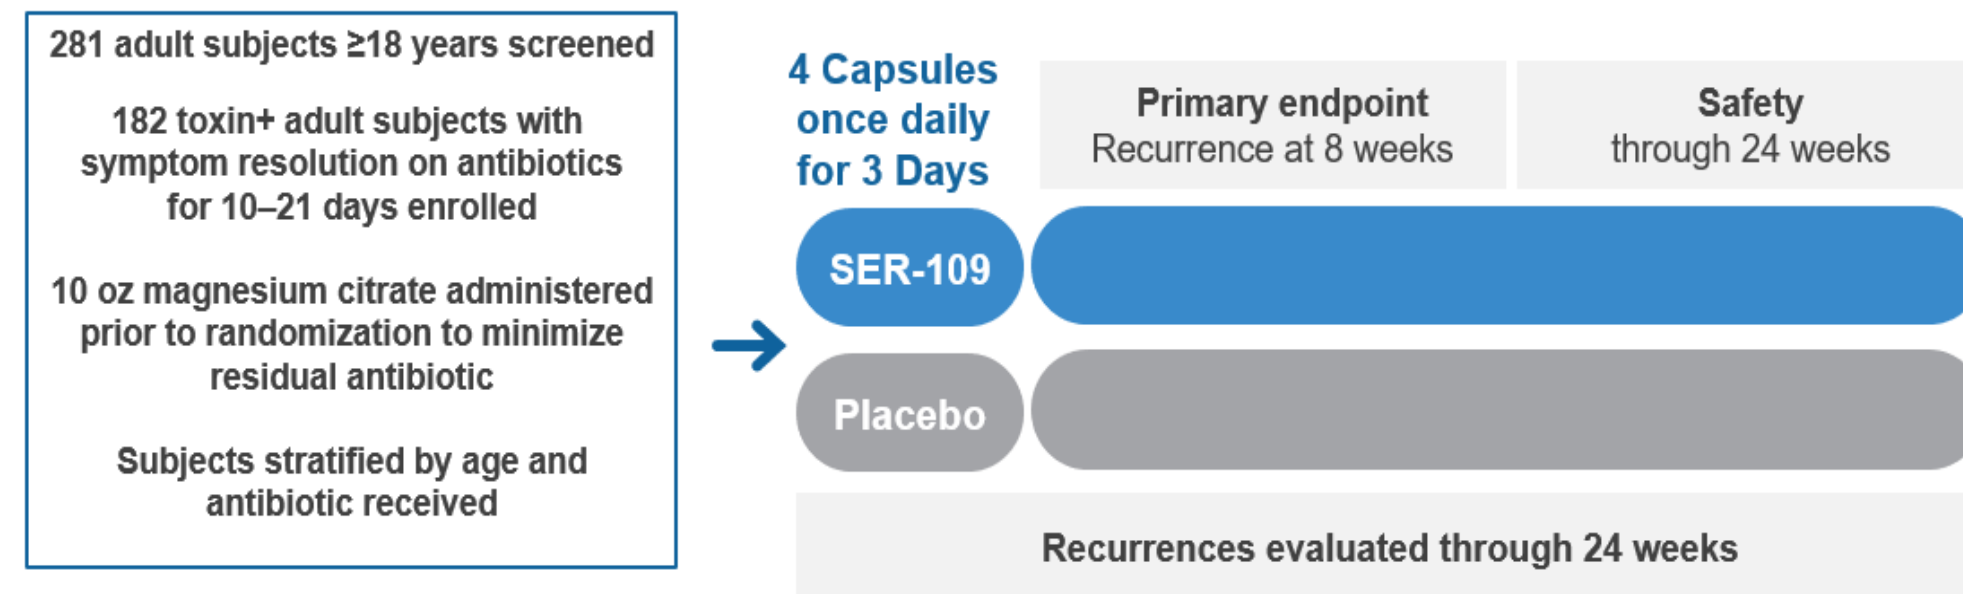 281 adult subjects ≥18 years screened
182 toxin+ adult subjects with
symptom resolution on antibiotics
for 10–21 days enrolled
10 oz magnesium citrate administered
prior to randomization to minimize
residual antibiotic
Subjects stratified by age and
antibiotic received
4 Capsules
once daily
for 3 Days
Primary endpoint
Recurrence at 8 weeks
Safety
through 24 weeks
SER-109
Placebo
Recurrences evaluated through 24 weeks